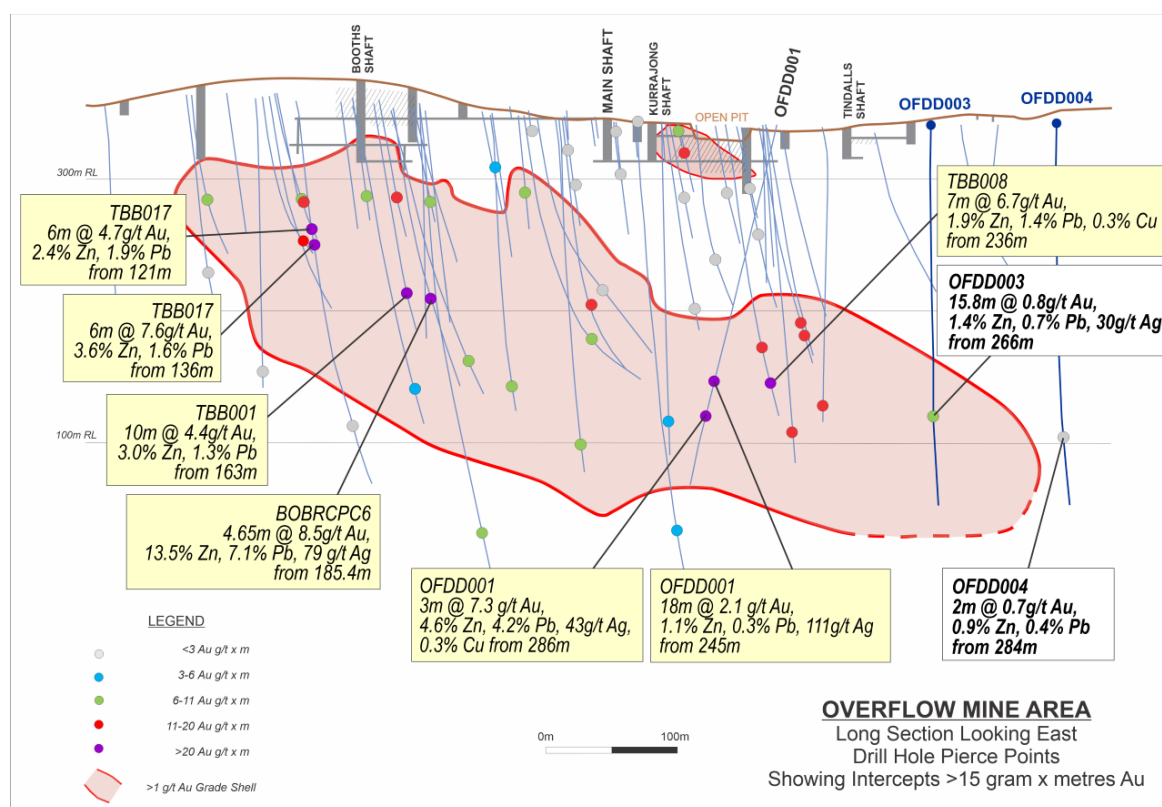 BOOTHS
SHAFT
MAIN SHAFT
KURRAJONG
SHAFT
OFDD001
TINDALLS
SHAFT
OFDD003
OFDD004
OPEN PIT
300m RL
100m RL
TBB017
6m @ 4.7g/t Au,
2.4% Zn, 1.9% Pb
from 121m
TBB017
6m @ 7.6g/t Au,
3.6% Zn, 1.6% Pb
from 136m
TBB001
10m @ 4.4g/t Au,
3.0% Zn, 1.3% Pb
from 163m
BOBRCPC6
4.65m @ 8.5g/t Au,
13.5% Zn, 7.1% Pb, 79 g/t Ag
from 185.4m
OFDD001
3m @ 7.3 g/t Au,
4.6% Zn, 4.2% Pb, 43g/t Ag,
0.3% Cu from 286m
OFDD001
18m @ 2.1 g/t Au,
1.1% Zn, 0.3% Pb, 111g/t Ag
from 245m
TBB008
7m @ 6.7g/t Au,
1.9% Zn, 1.4% Pb, 0.3% Cu
from 236m
OFDD003
15.8m @ 0.8g/t Au,
1.4% Zn, 0.7% Pb, 30g/t Ag
from 266m
OFDD004
2m @ 0.7g/t Au,
0.9% Zn, 0.4% Pb
from 284m
LEGEND
<3 Au g/t x m
3-6 Au g/t x m
6-11 Au g/t x m
11-20 Au g/t x m
>20 Au g/t x m
>1 g/t Au Grade Shell
0m
100m
OVERFLOW MINE AREA
Long Section Looking East
Drill Hole Pierce Points
Showing Intercepts >15 gram x metres Au